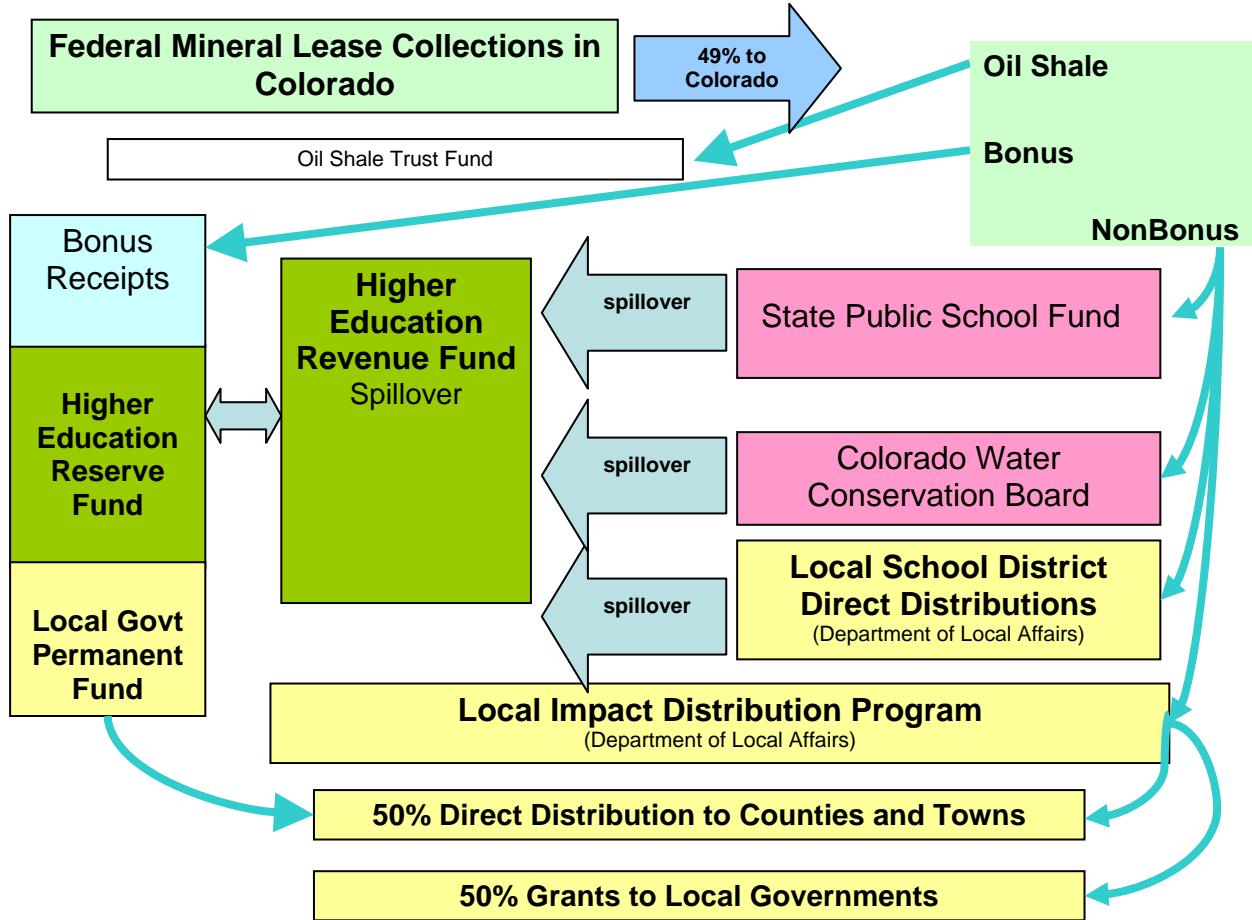 Federal Mineral Lease Collections in
Colorado
49% to
Colorado
Oil Shale
Bonus
NonBonus
Oil Shale Trust Fund
Bonus
Receipts
Higher
Education
Reserve
Fund
Local Govt
Permanent
Fund
Higher
Education
Revenue Fund
Spillover
spillover
State Public School Fund
spillover
Colorado Water
Conservation Board
spillover
Local School District
Direct Distributions
(Department of Local Affairs)
Local Impact Distribution Program
(Department of Local Affairs)
50% Direct Distribution to Counties and Towns
50% Grants to Local Governments